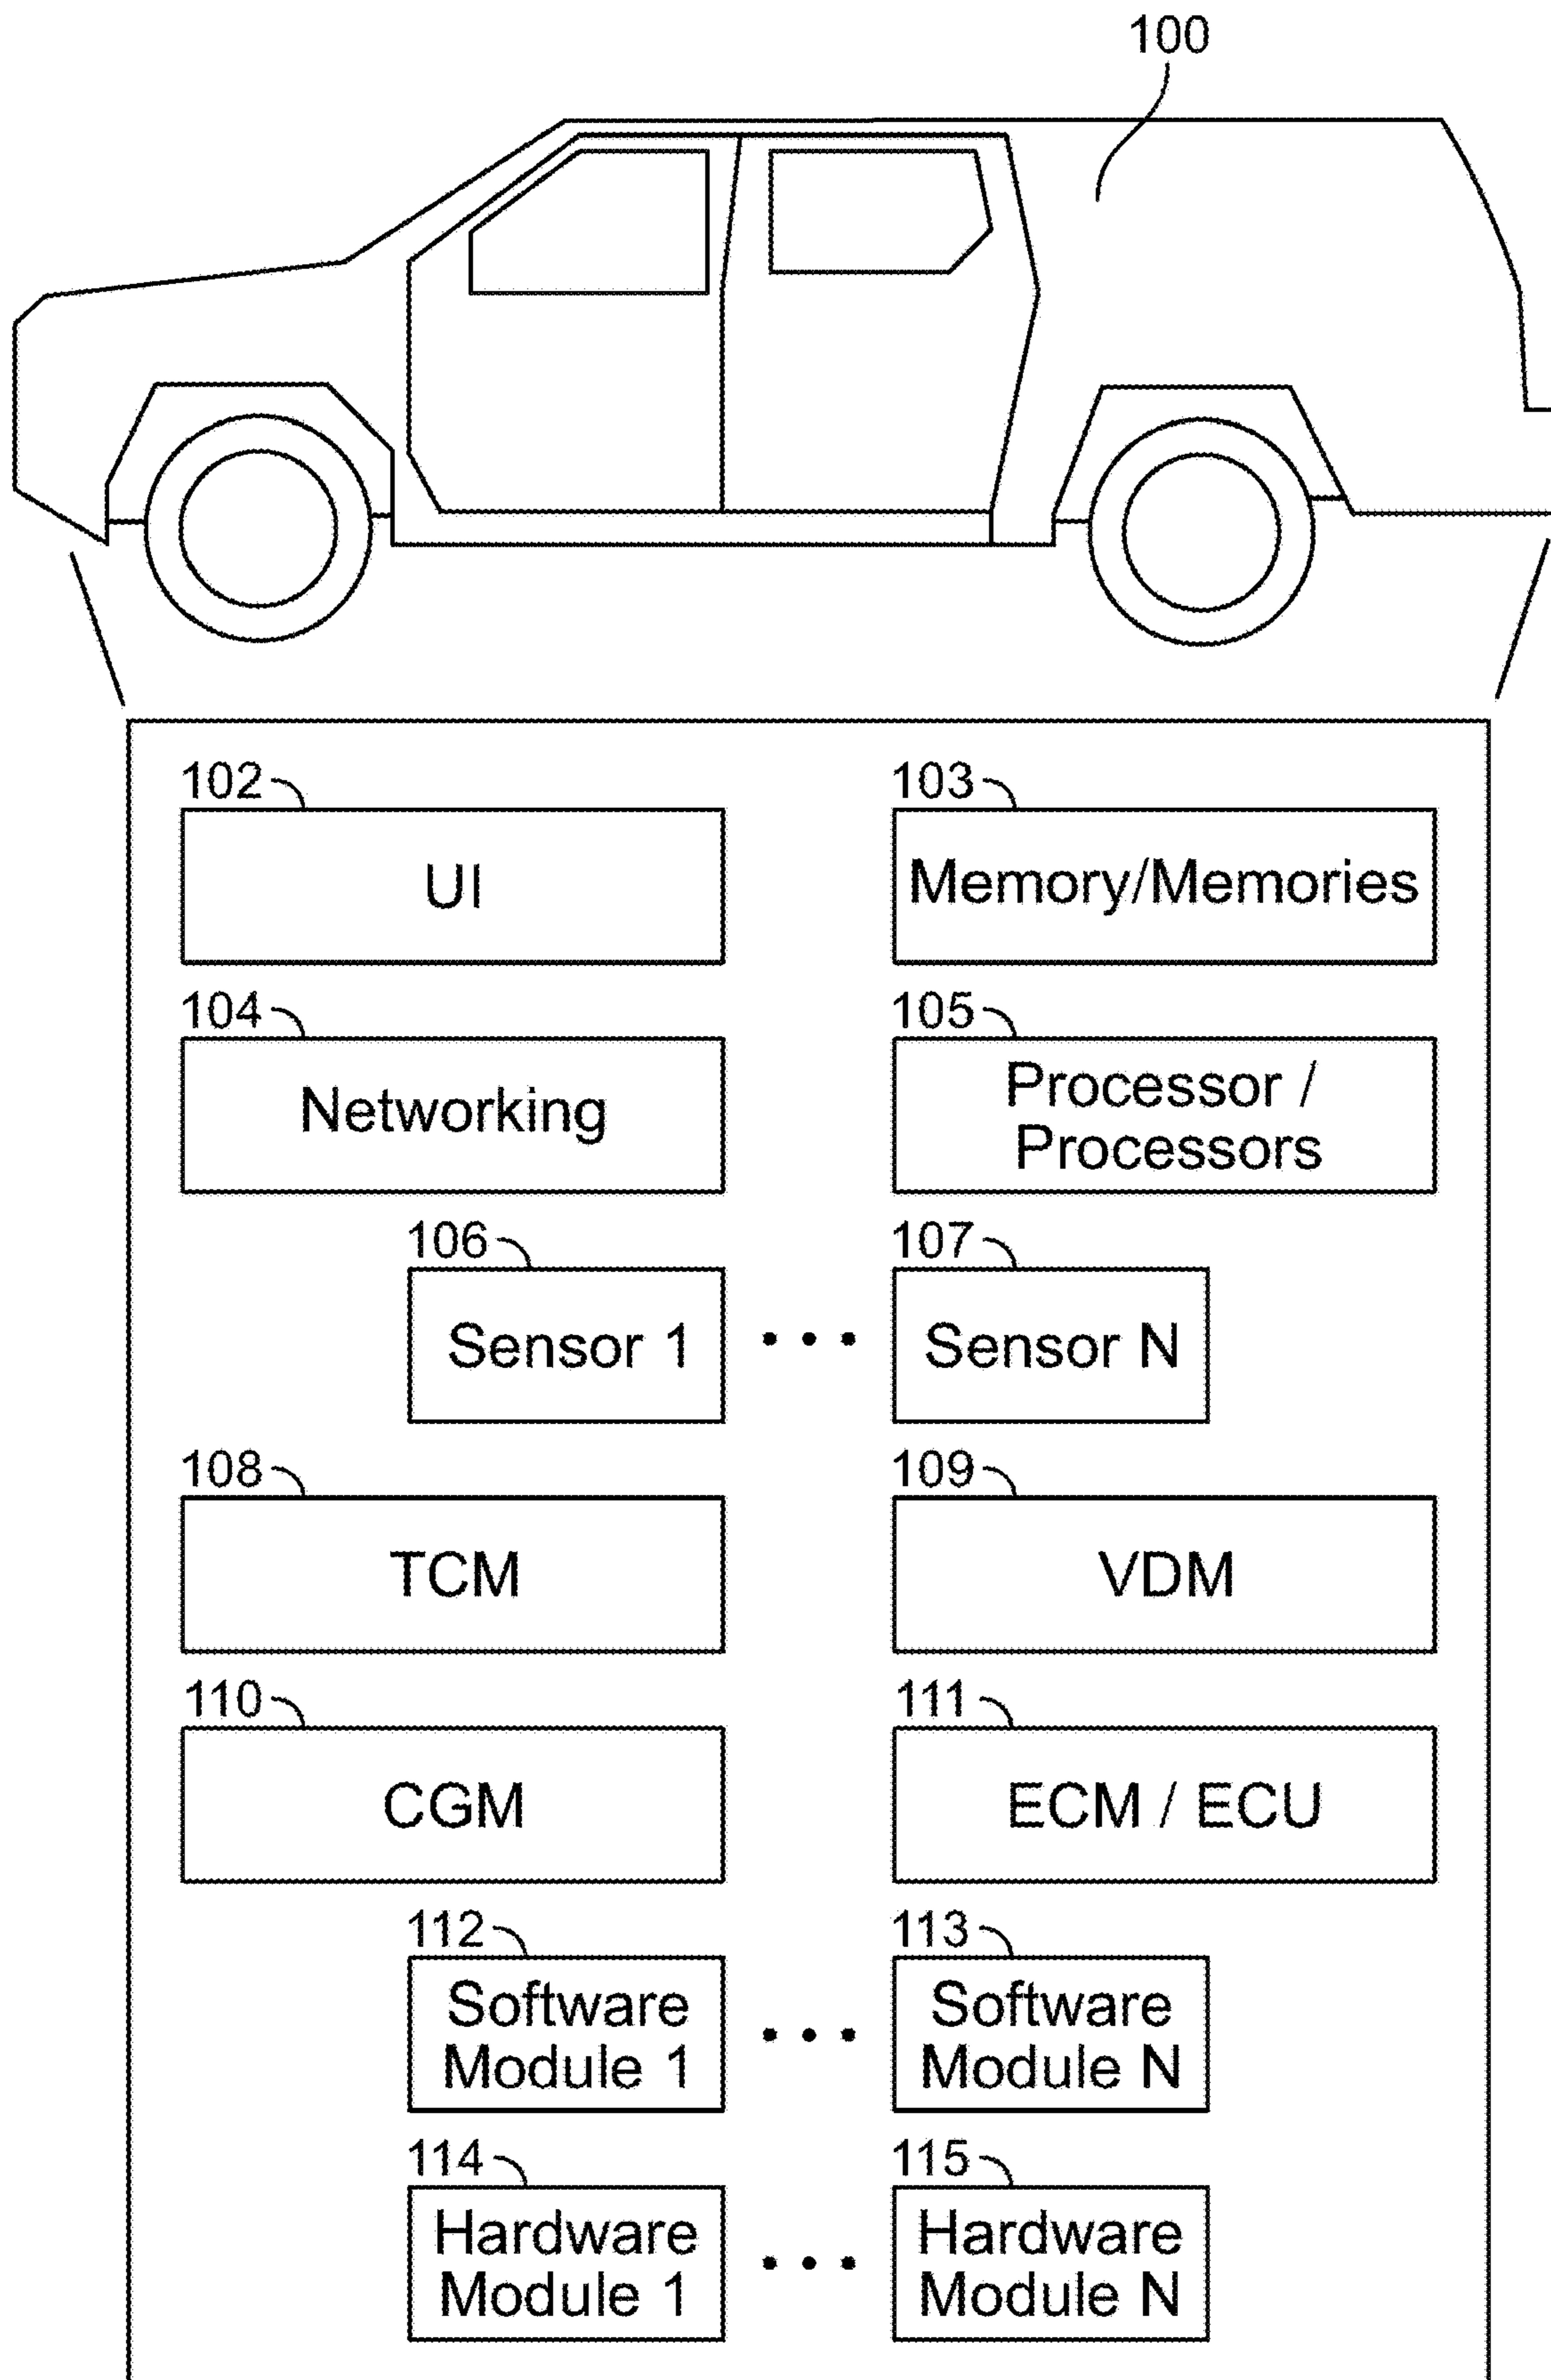 100
102
103
UI
Memory/Memories
104
105
Networking
Processor /
Processors
106
107
Sensor 1
• • •
Sensor N
108
109
TCM
VDM
110
111
CGM
ECM / ECU
112
113
Software
Module 1
• • •
Software
Module N
114
115
Hardware
Module 1
• • •
Hardware
Module N